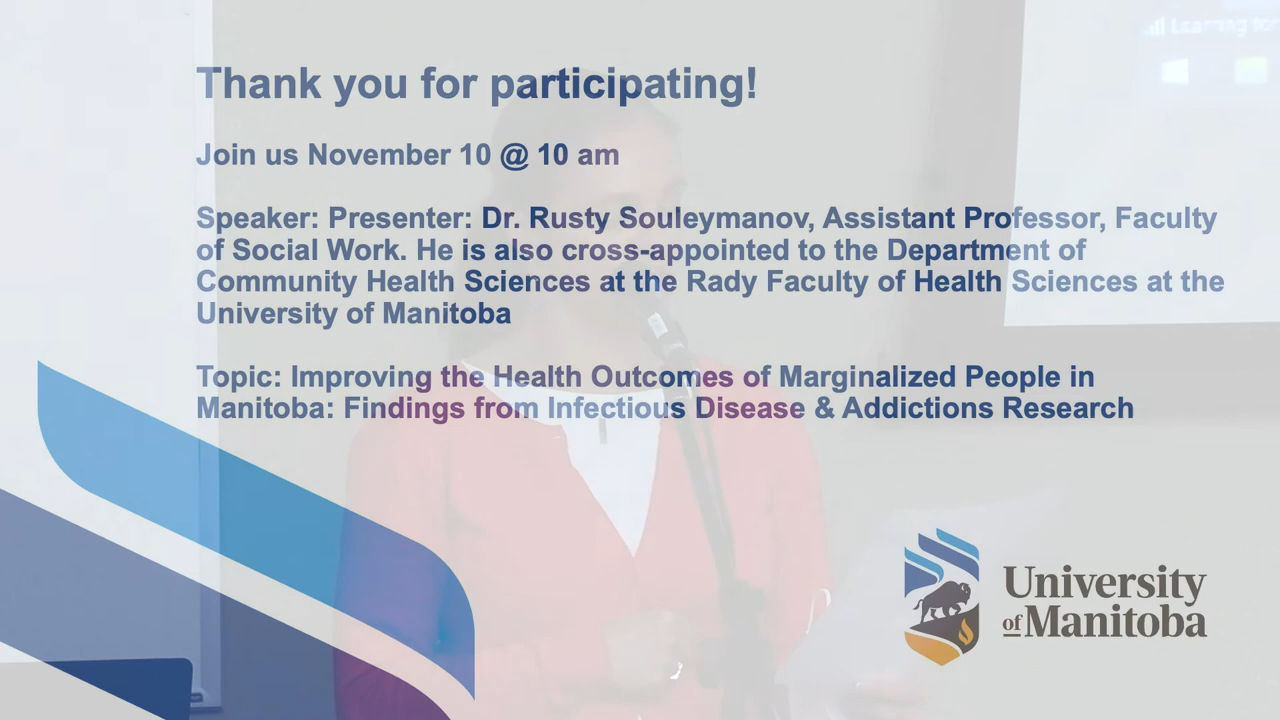 Learning for
Thank you for participating!
Join us November 10 @ 10 am
Speaker: Presenter: Dr. Rusty Souleymanov, Assistant Professor, Faculty
of Social Work. He is also cross-appointed to the Department of
Community Health Sciences at the Rady Faculty of Health Sciences at the
University of Manitoba
Topic: Improving the Health Outcomes of Marginalized People in
Manitoba: Findings from Infectious Disease & Addictions Research
University
of Manitoba